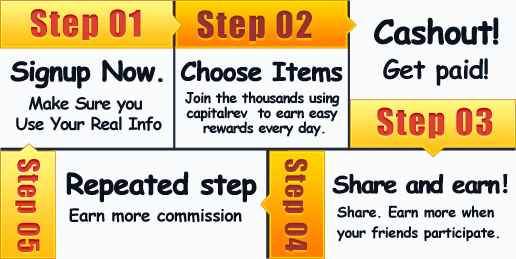 Step 01
Signup Now.
Make Sure you
Use Your Real Info
Step 02
Choose Items
Join the thousands using
capitalrev to earn easy
rewards every day.
Cashout!
Get paid!
Step 03
Share and earn!
Share. Earn more when
your friends participate.
Step 04
Repeated step
Earn more commission
Step 05